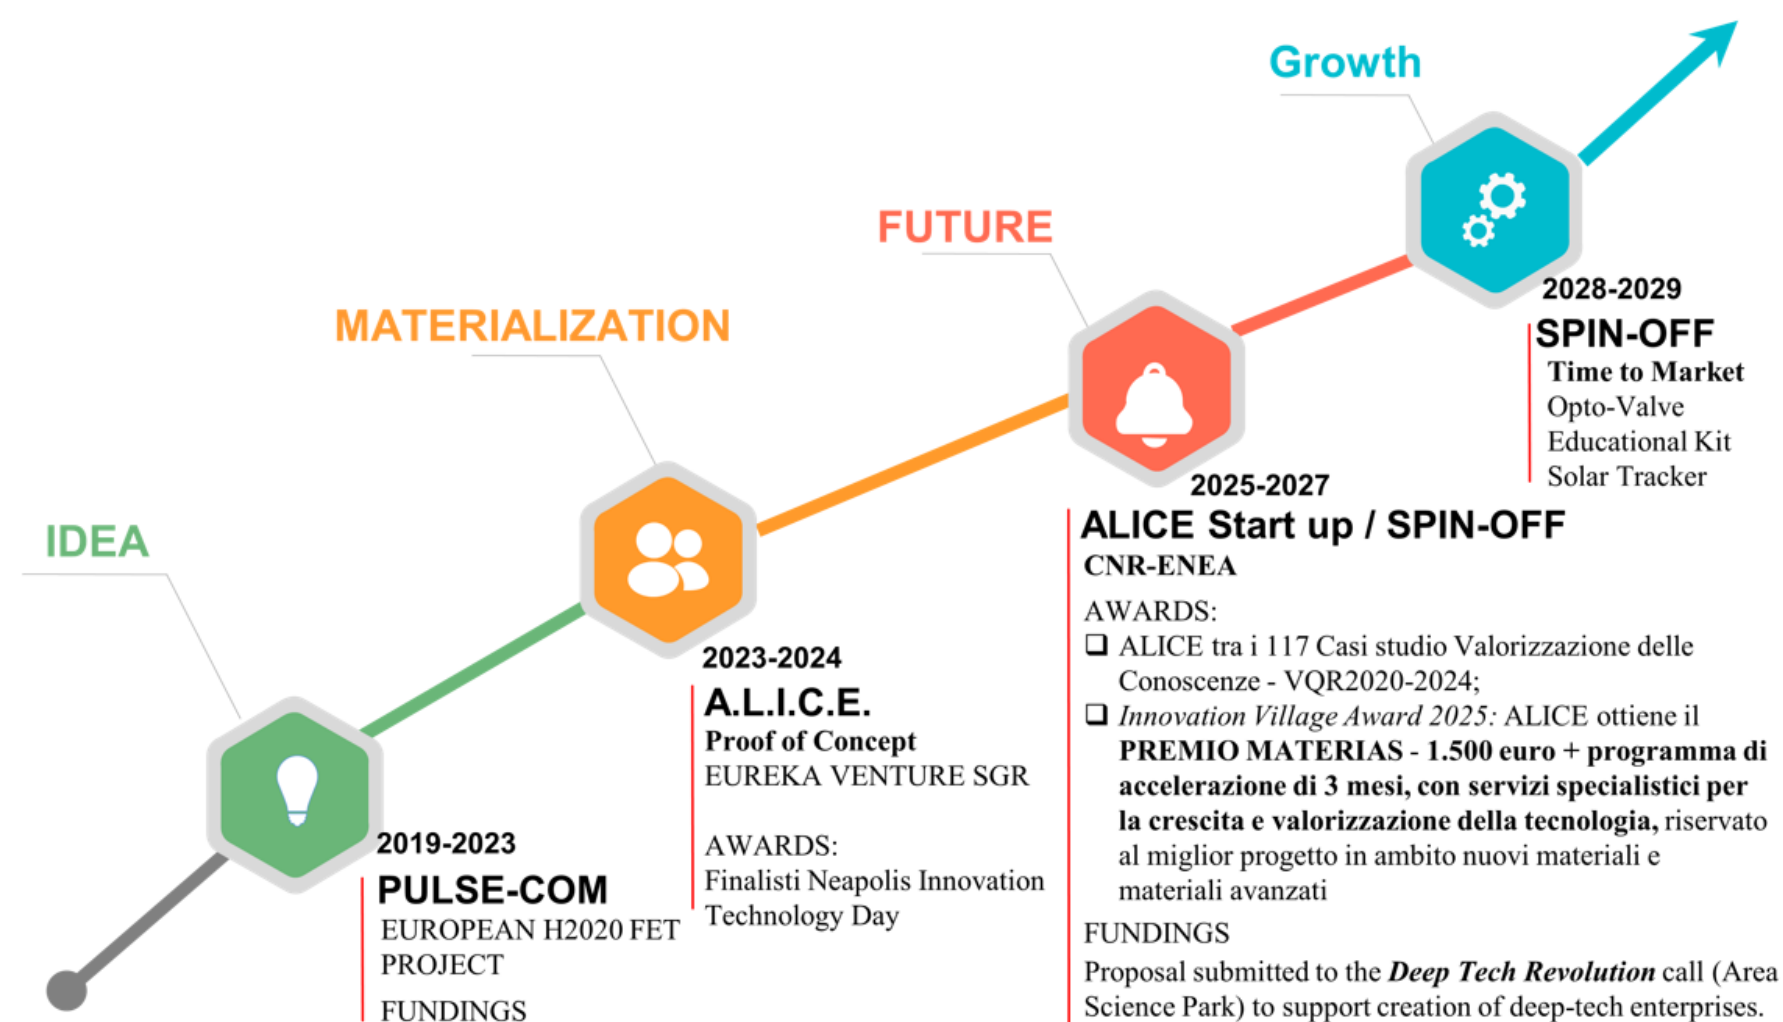 IDEA
2019-2023
PULSE-COM
EUROPEAN H2020 FET
PROJECT
FUNDINGS
MATERIALIZATION
2023-2024
A.L.I.C.E.
Proof of Concept
EUREKA VENTURE SGR
AWARDS:
Finalisti Neapolis Innovation
Technology Day
FUTURE
2025-2027
ALICE Start up / SPIN-OFF
CNR-ENEA
AWARDS:
ALICE tra i 117 Casi studio Valorizzazione delle
Conoscenze - VQR2020-2024;
Innovation Village Award 2025: ALICE ottiene il
PREMIO MATERIAS - 1.500 euro + programma di
accelerazione di 3 mesi, con servizi specialistici per
la crescita e valorizzazione della tecnologia, riservato
al miglior progetto in ambito nuovi materiali e
materiali avanzati
FUNDINGS
Proposal submitted to the Deep Tech Revolution call (Area
Science Park) to support creation of deep-tech enterprises.
Growth
2028-2029
SPIN-OFF
Time to Market
Opto-Valve
Educational Kit
Solar Tracker